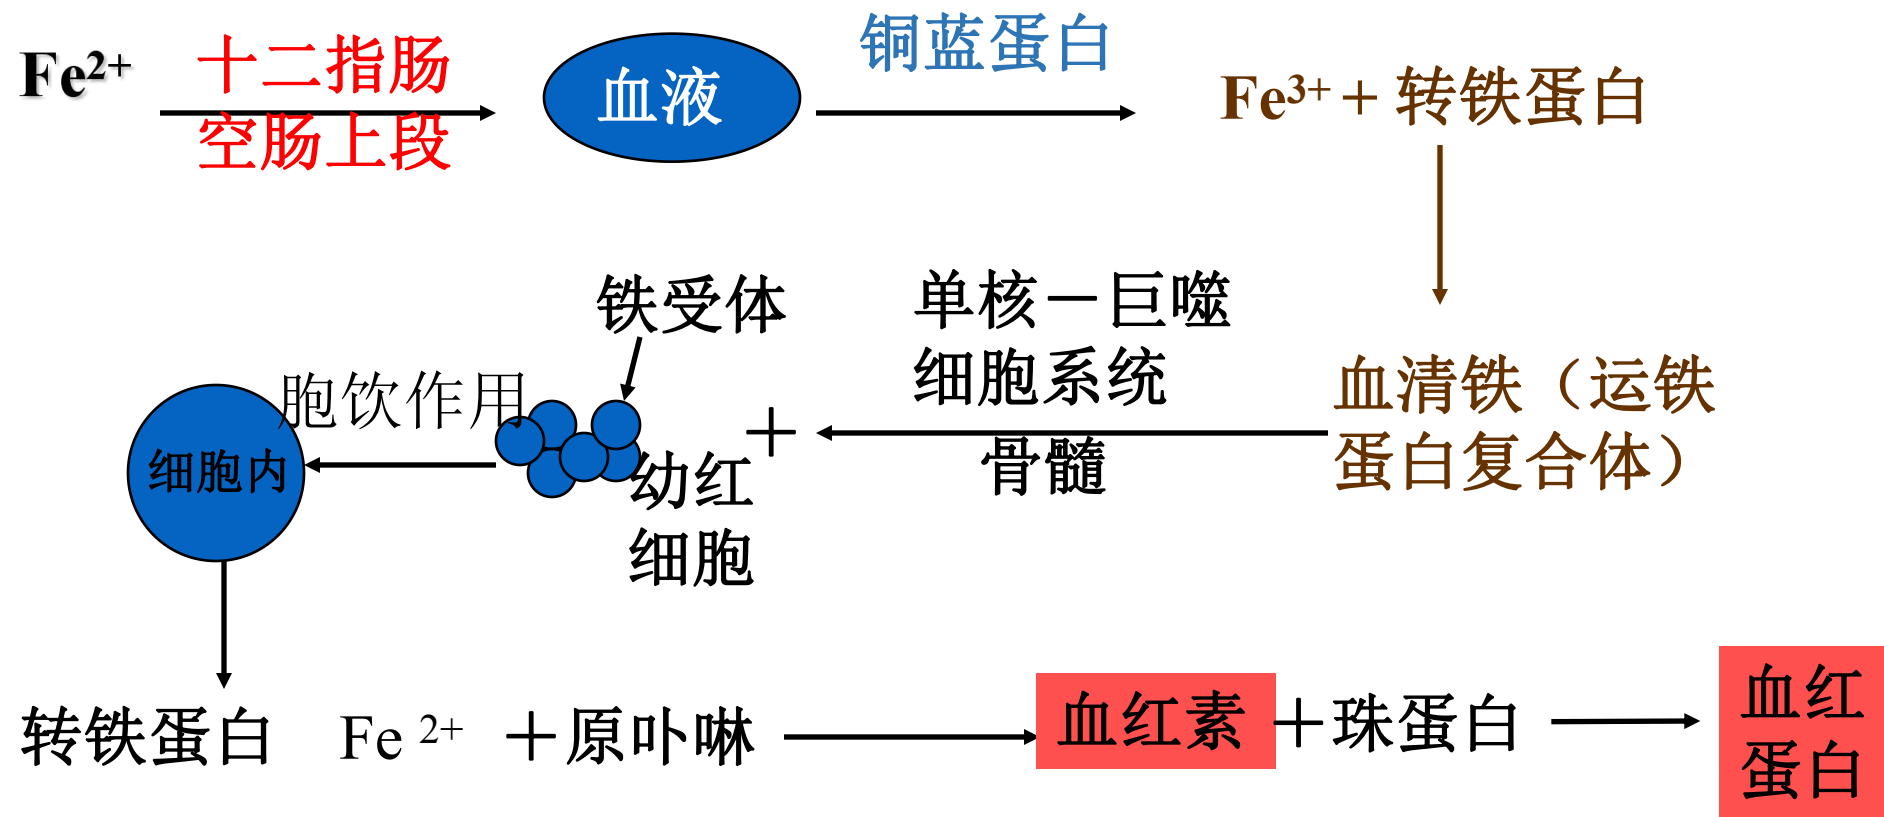 Fe2+
十二指肠
空肠上段
血液
铜蓝蛋白
Fe3+ + 转铁蛋白
铁受体
单核－巨噬
细胞系统
骨髓
血清铁（运铁
蛋白复合体）
胞饮作用
细胞内
＋
幼红
细胞
转铁蛋白 Fe 2+ ＋原卟啉
血红素＋珠蛋白
血红
蛋白